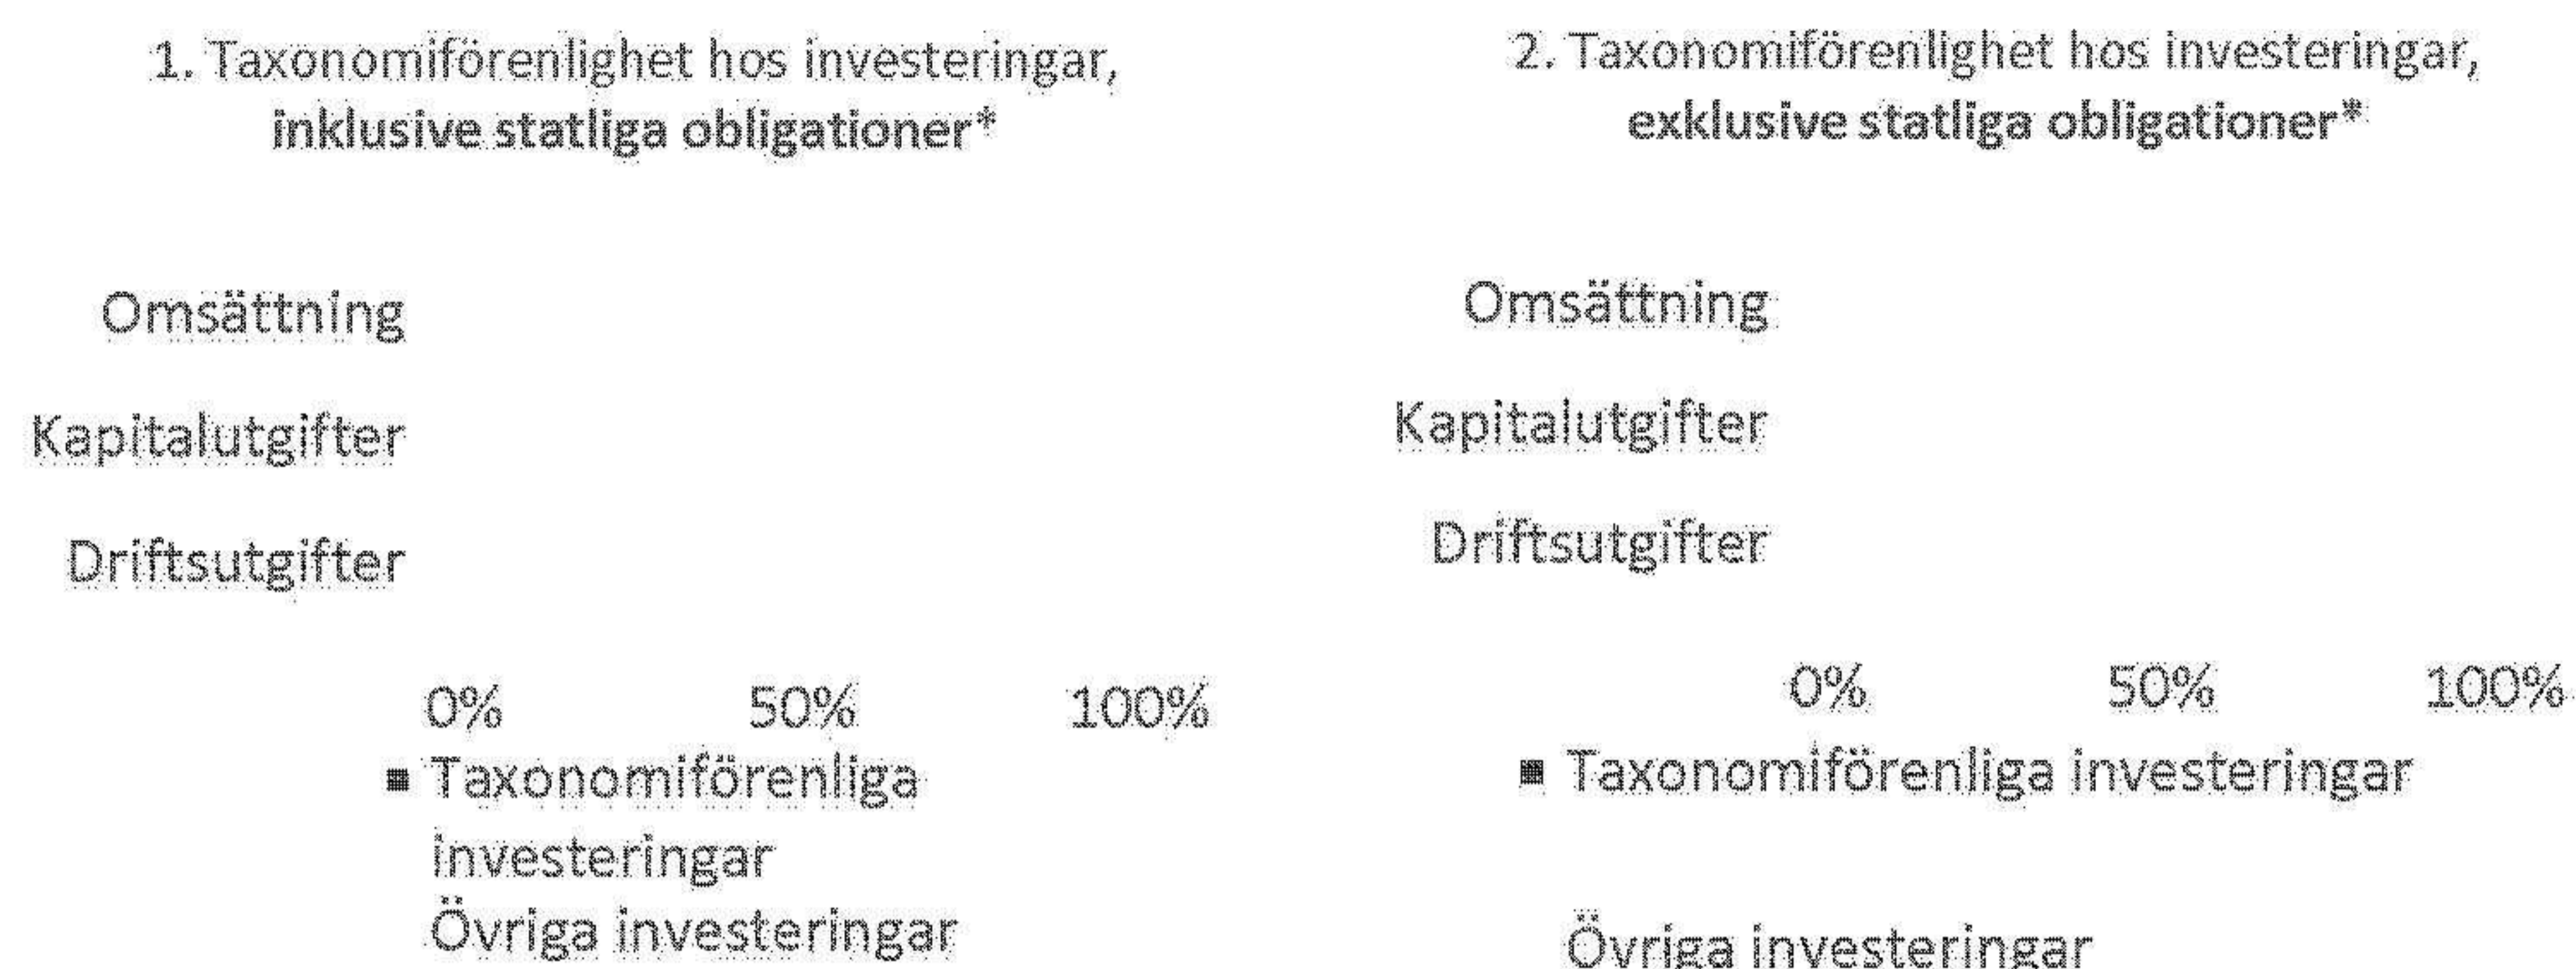 1. Taxonomiförenlighet hos investeringar,
inklusive statliga obligationer*
Omsättning
Kapitalutgifter
Driftsutgifter
0% 50% 100%
Taxonomiförenliga
investeringar
Övriga investeringar
2. Taxonomiförenlighet hos investeringar,
exklusive statliga obligationer*
Omsättning
Kapitalutgifter
Driftsutgifter
0% 50% 100%
Taxonomiförenliga investeringar
Övriga investeringar